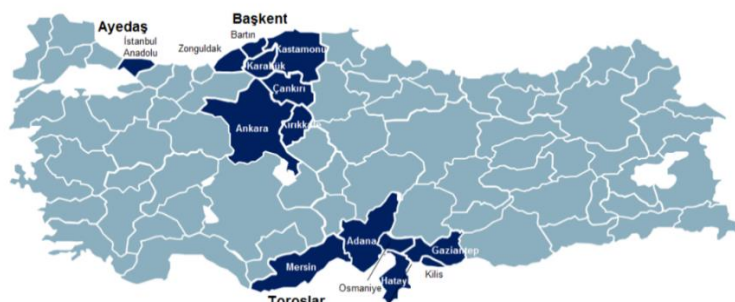 Ayedaş
İstanbul
Anadolu
Başkent
Bartın
Zonguldak
Kastamonu
Karabük
Çankırı
Ankara
Kırıkkale
Adana
Gaziantep
Mersin
Kilis
Osmaniye
Hatay
Toroslar